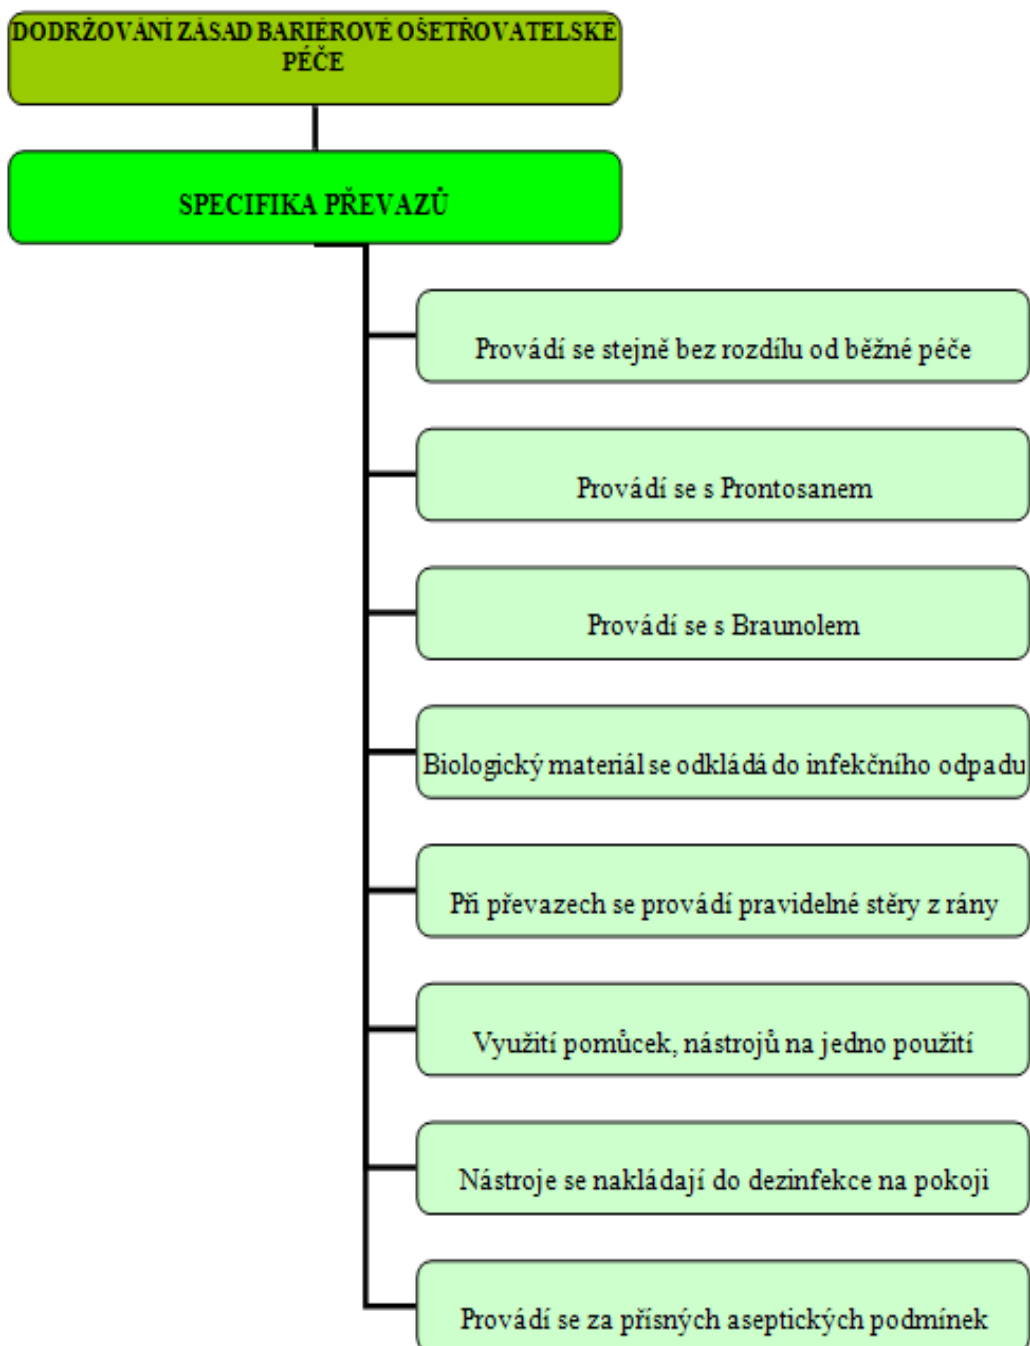 DODRŽOVÁNÍ ZÁSAD BARIÉROVÉ OŠETŘOVATELSKÉ
PÉČE
SPECIFIKA PŘEVAZŮ
Provádí se stejně bez rozdílu od běžné péče
Provádí se s Prontosanem
Provádí se s Braunolem
Biologický materiál se odkládá do infekčního odpadu
Při převazech se provádí pravidelné stěry z rány
Využití pomůcek, nástrojů na jedno použití
Nástroje se nakládají do dezinfekce na pokoji
Provádí se za přísných aseptických podmínek